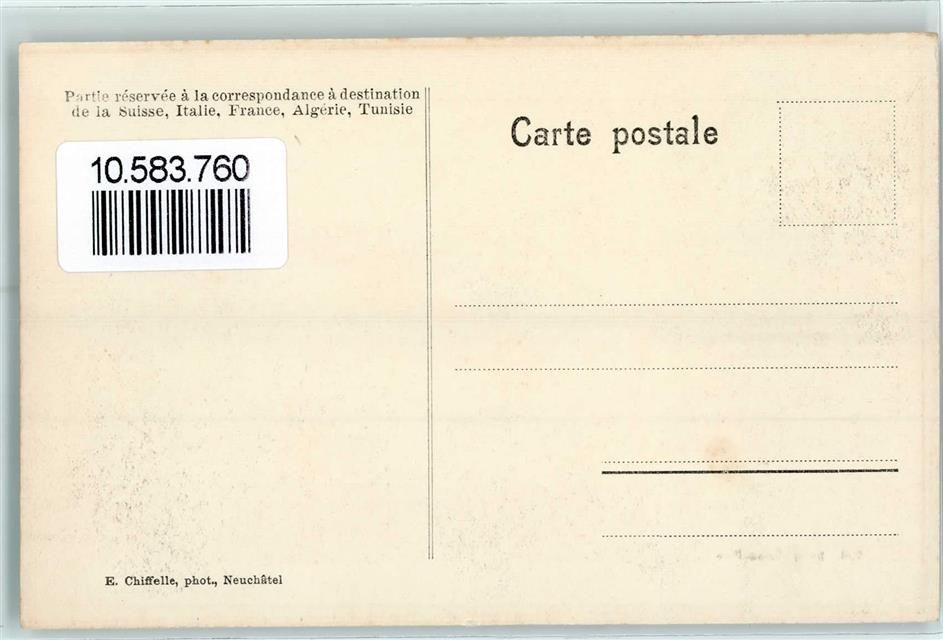 Partie réservée à la correspondance à destination
de la Suisse, Italie, France, Algérie, Tunisie
10.583.760
Carte postale
E. Chiffelle, phot., Neuchâtel